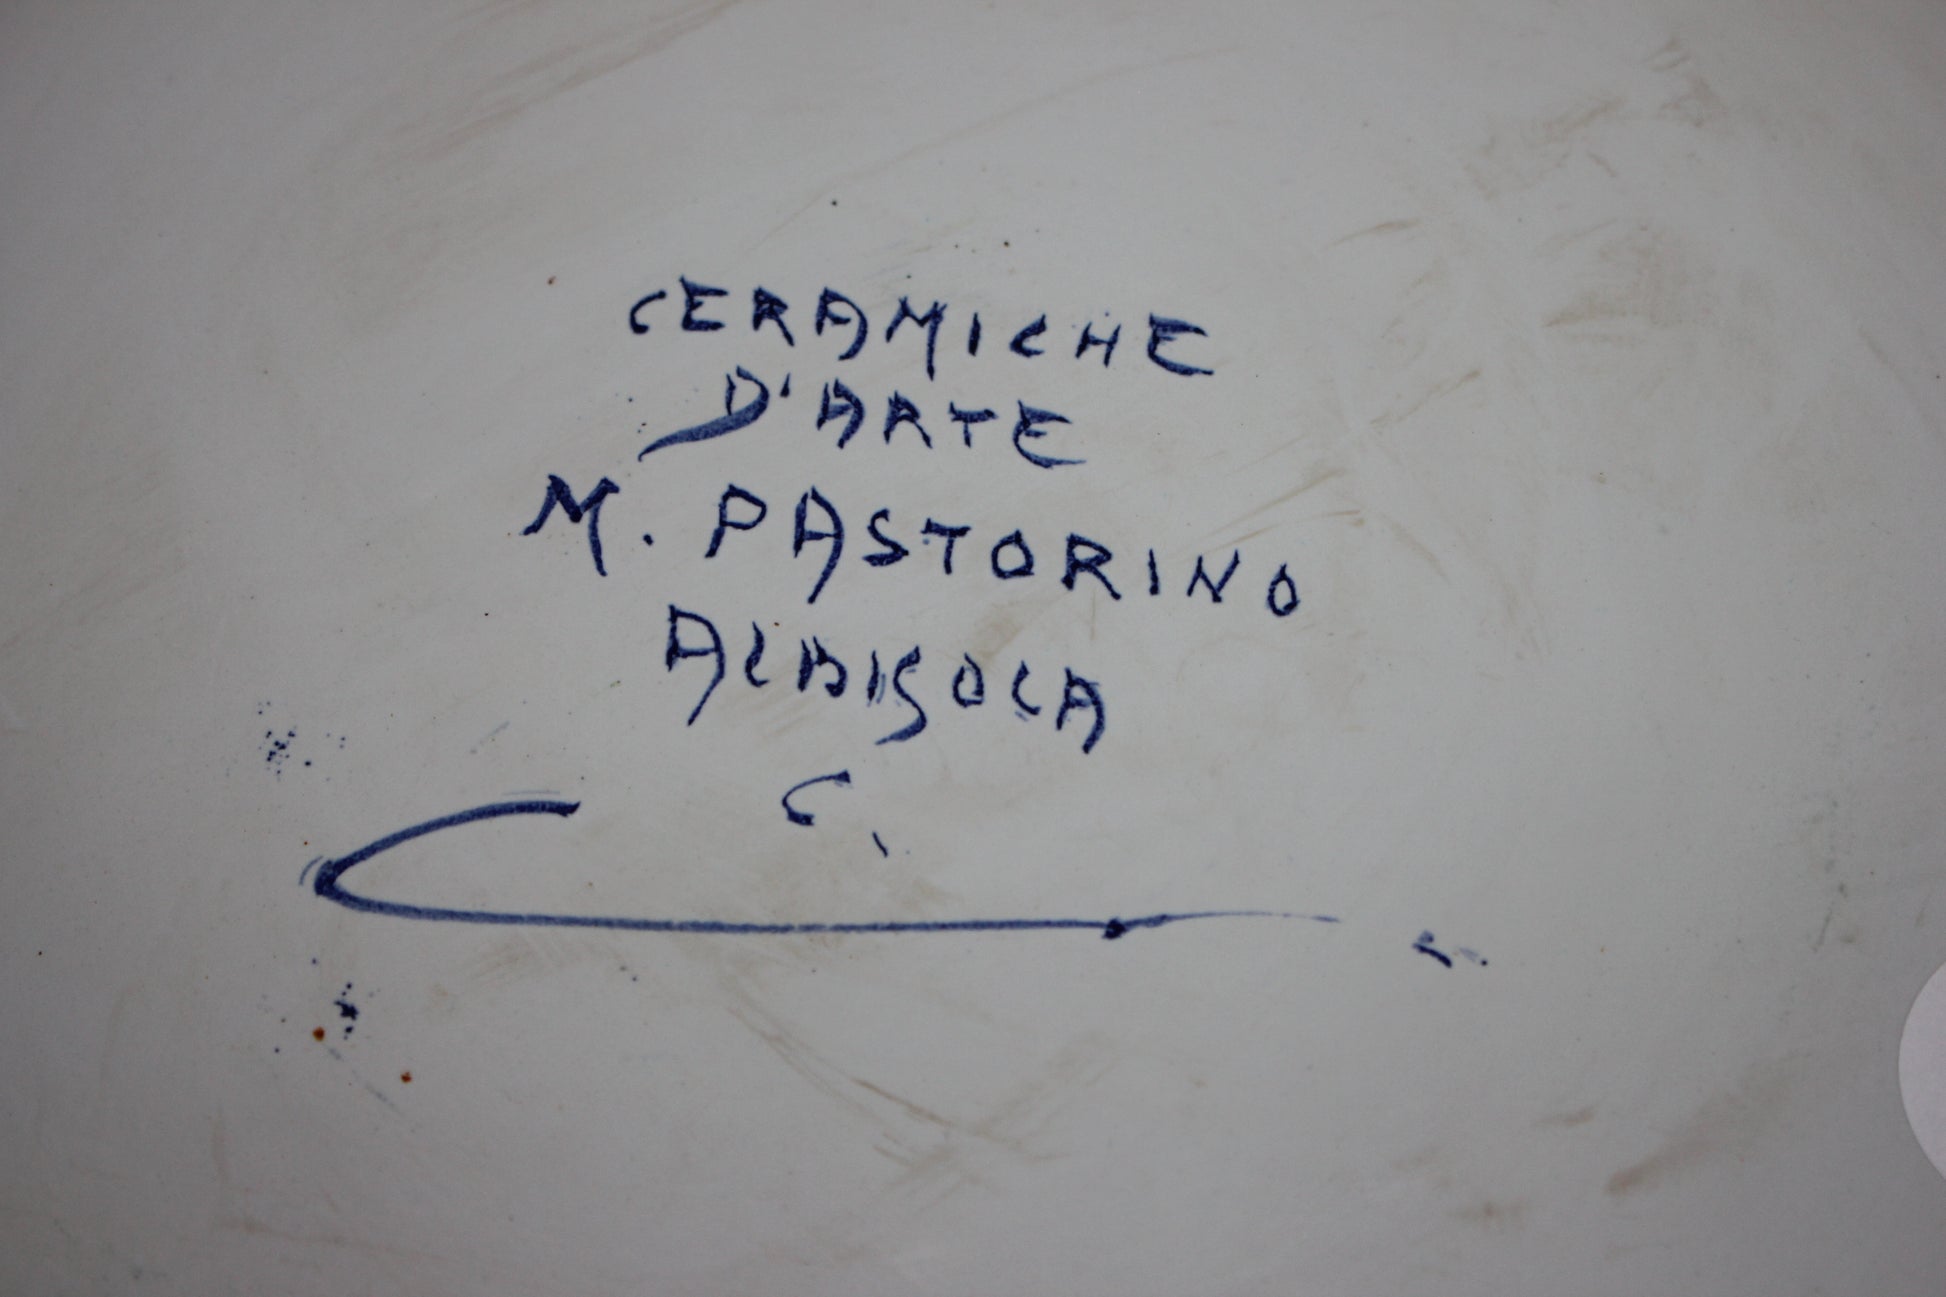 CERAMICHE
D'ARTE
M. PASTORINO
ALBISOLA
C.